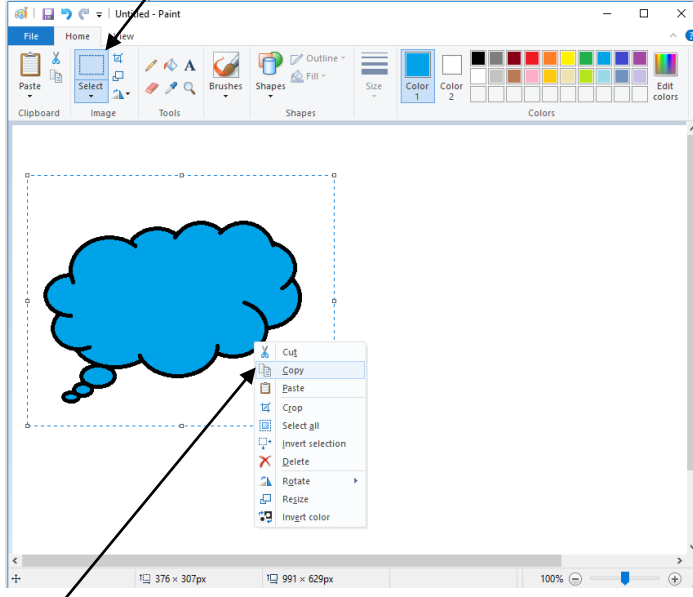 Untitled - Paint
File Home View
Paste
Select
Brushes
Shapes
Outline
Fill
Size
Color 1
Color 2
Edit colors
Clipboard Image Tools Shapes Colors
Cut
Copy
Paste
Crop
Select all
Invert selection
Delete
Rotate
Resize
Invert color
376 × 307px 991 × 629px 100%